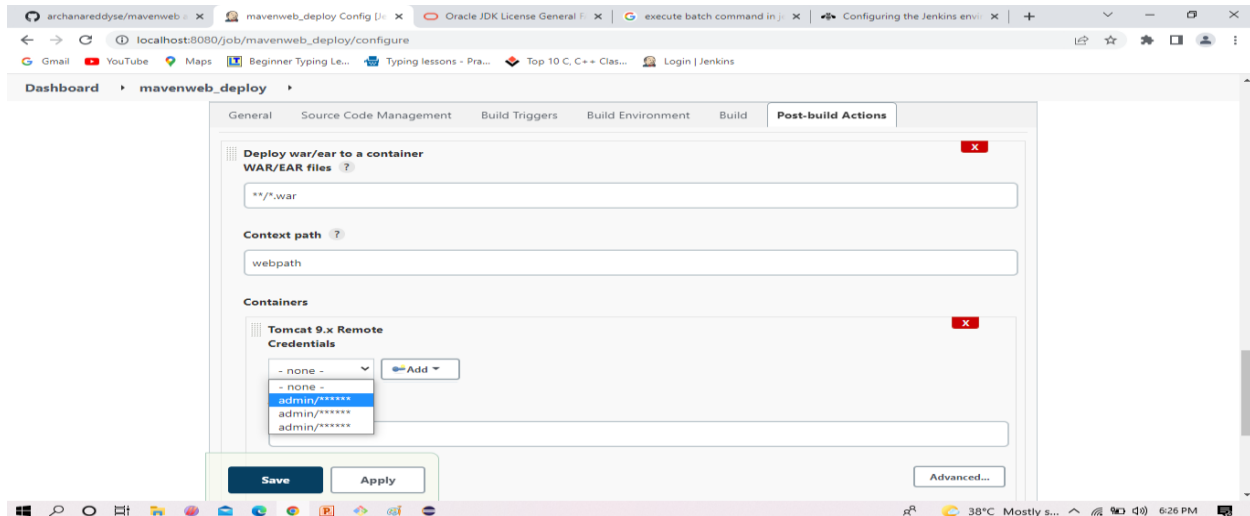 archanareddyse/mavenweb
mavenweb_deploy Config [Je
Oracle JDK License General F
execute batch command in j
Configuring the Jenkins envir
localhost:8080/job/mavenweb_deploy/configure
Gmail YouTube Maps Beginner Typing Le... Typing lessons - Pra... Top 10 C, C++ Clas... Login | Jenkins
Dashboard mavenweb_deploy
General Source Code Management Build Triggers Build Environment Build Post-build Actions
Deploy war/ear to a container X
WAR/EAR files ?
**/*.war
Context path ?
webpath
Containers
Tomcat 9.x Remote X
Credentials
- none - Add
- none -
admin/******
admin/******
admin/******
Save Apply Advanced...
38°C Mostly s... 6:26 PM